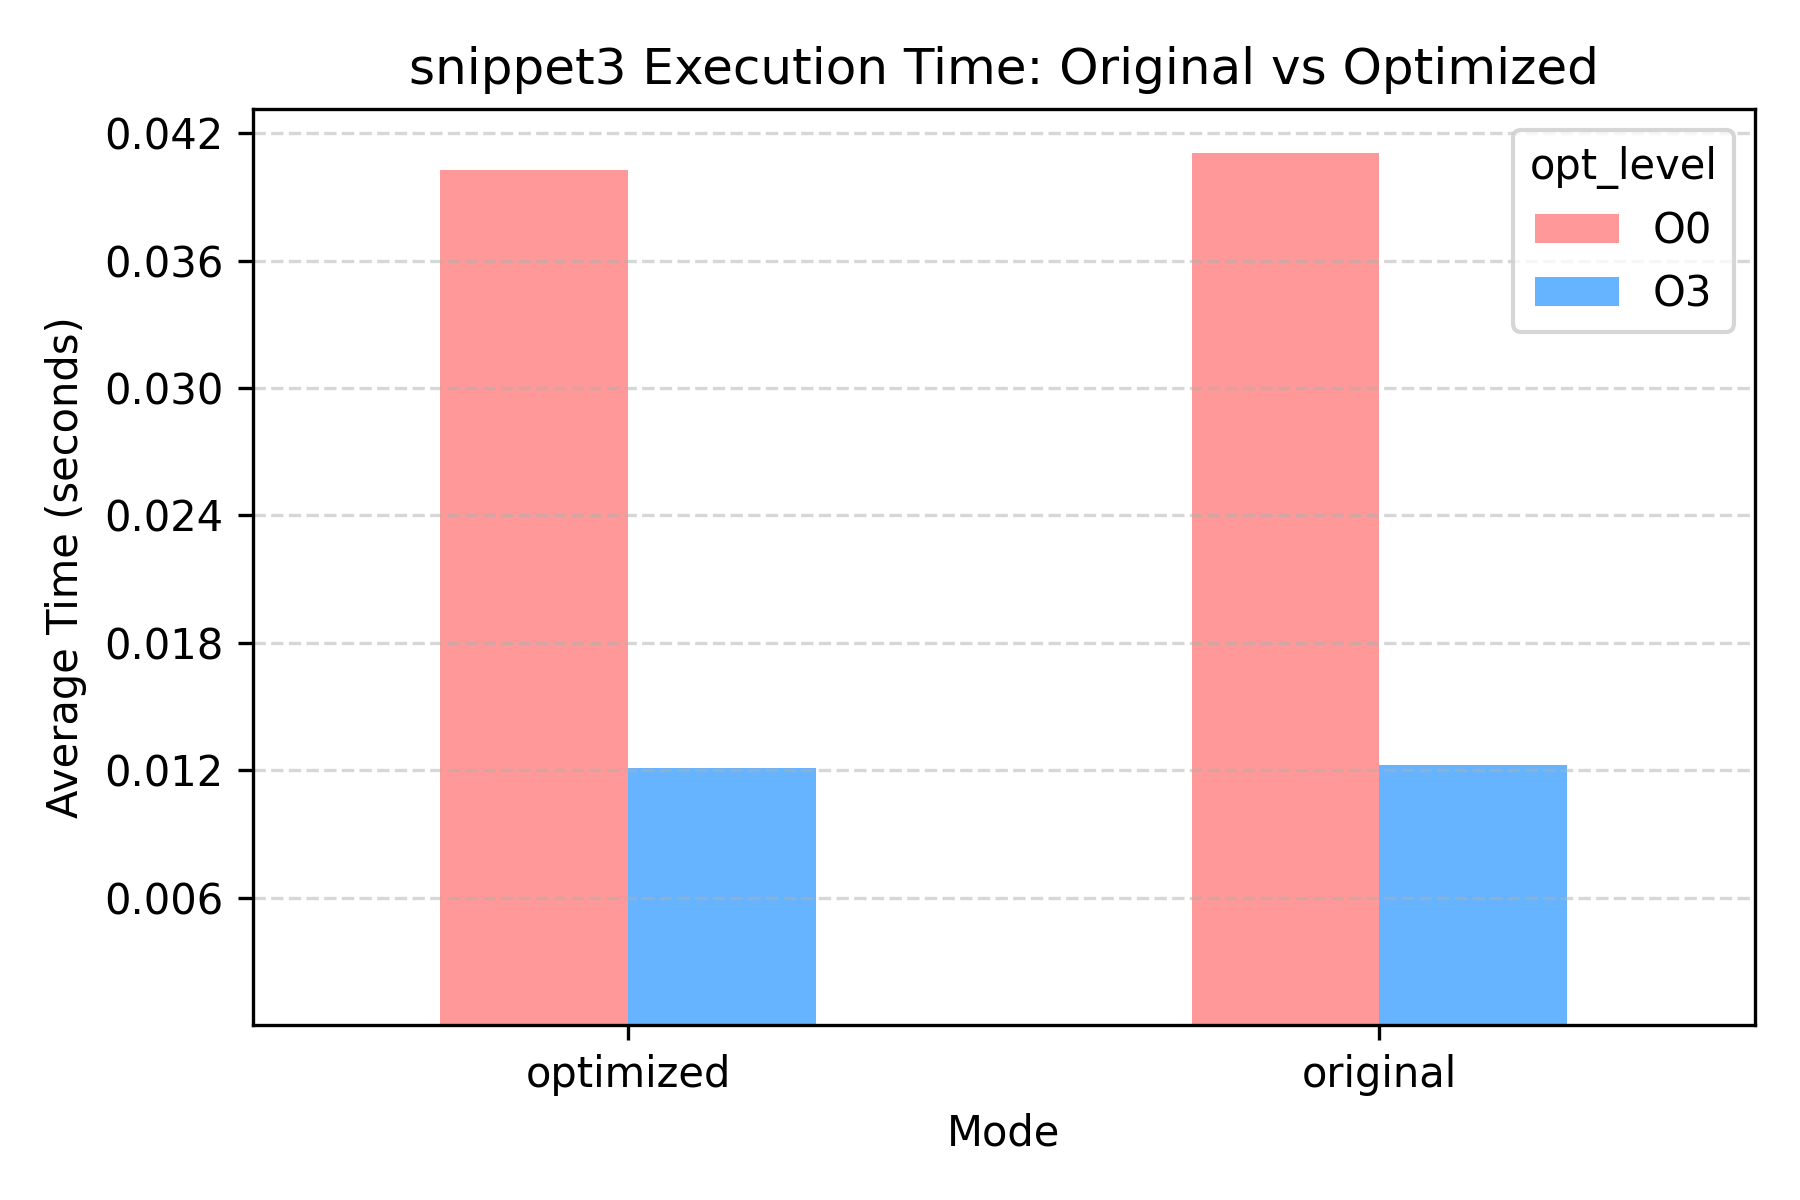 snippet3 Execution Time: Original vs Optimized
opt_level
O0
O3
Average Time (seconds)
0.042
0.036
0.030
0.024
0.018
0.012
0.006
optimized
original
Mode